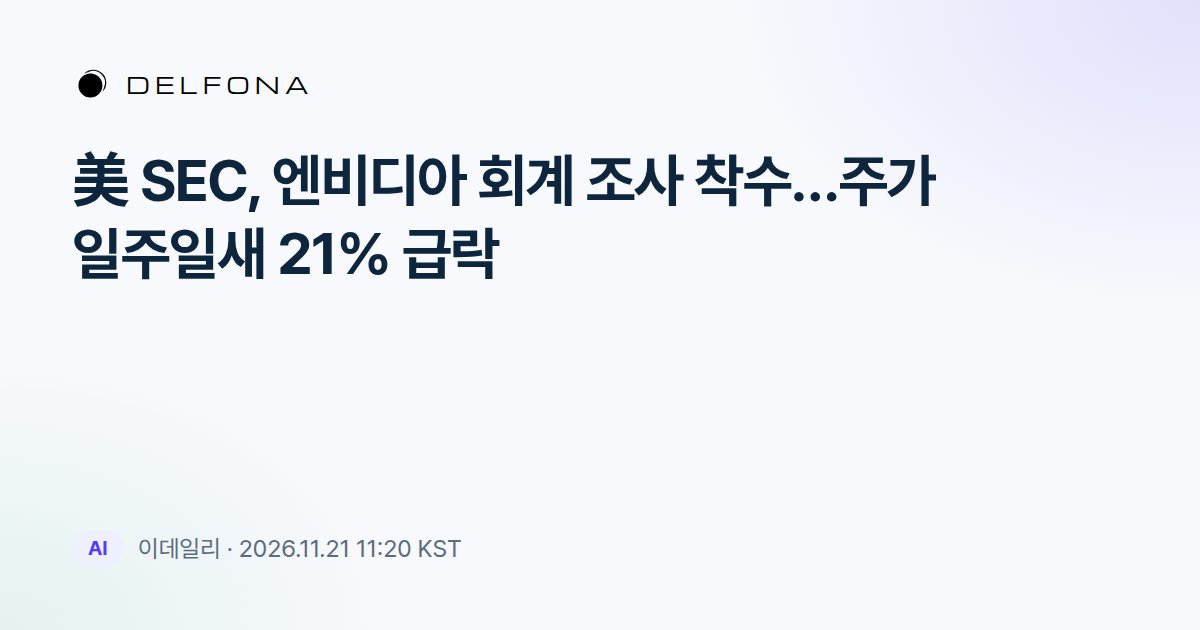 DELFONA
美 SEC, 엔비디아 회계 조사 착수…주가
일주일새 21% 급락
AI 이데일리 · 2026.11.21 11:20 KST